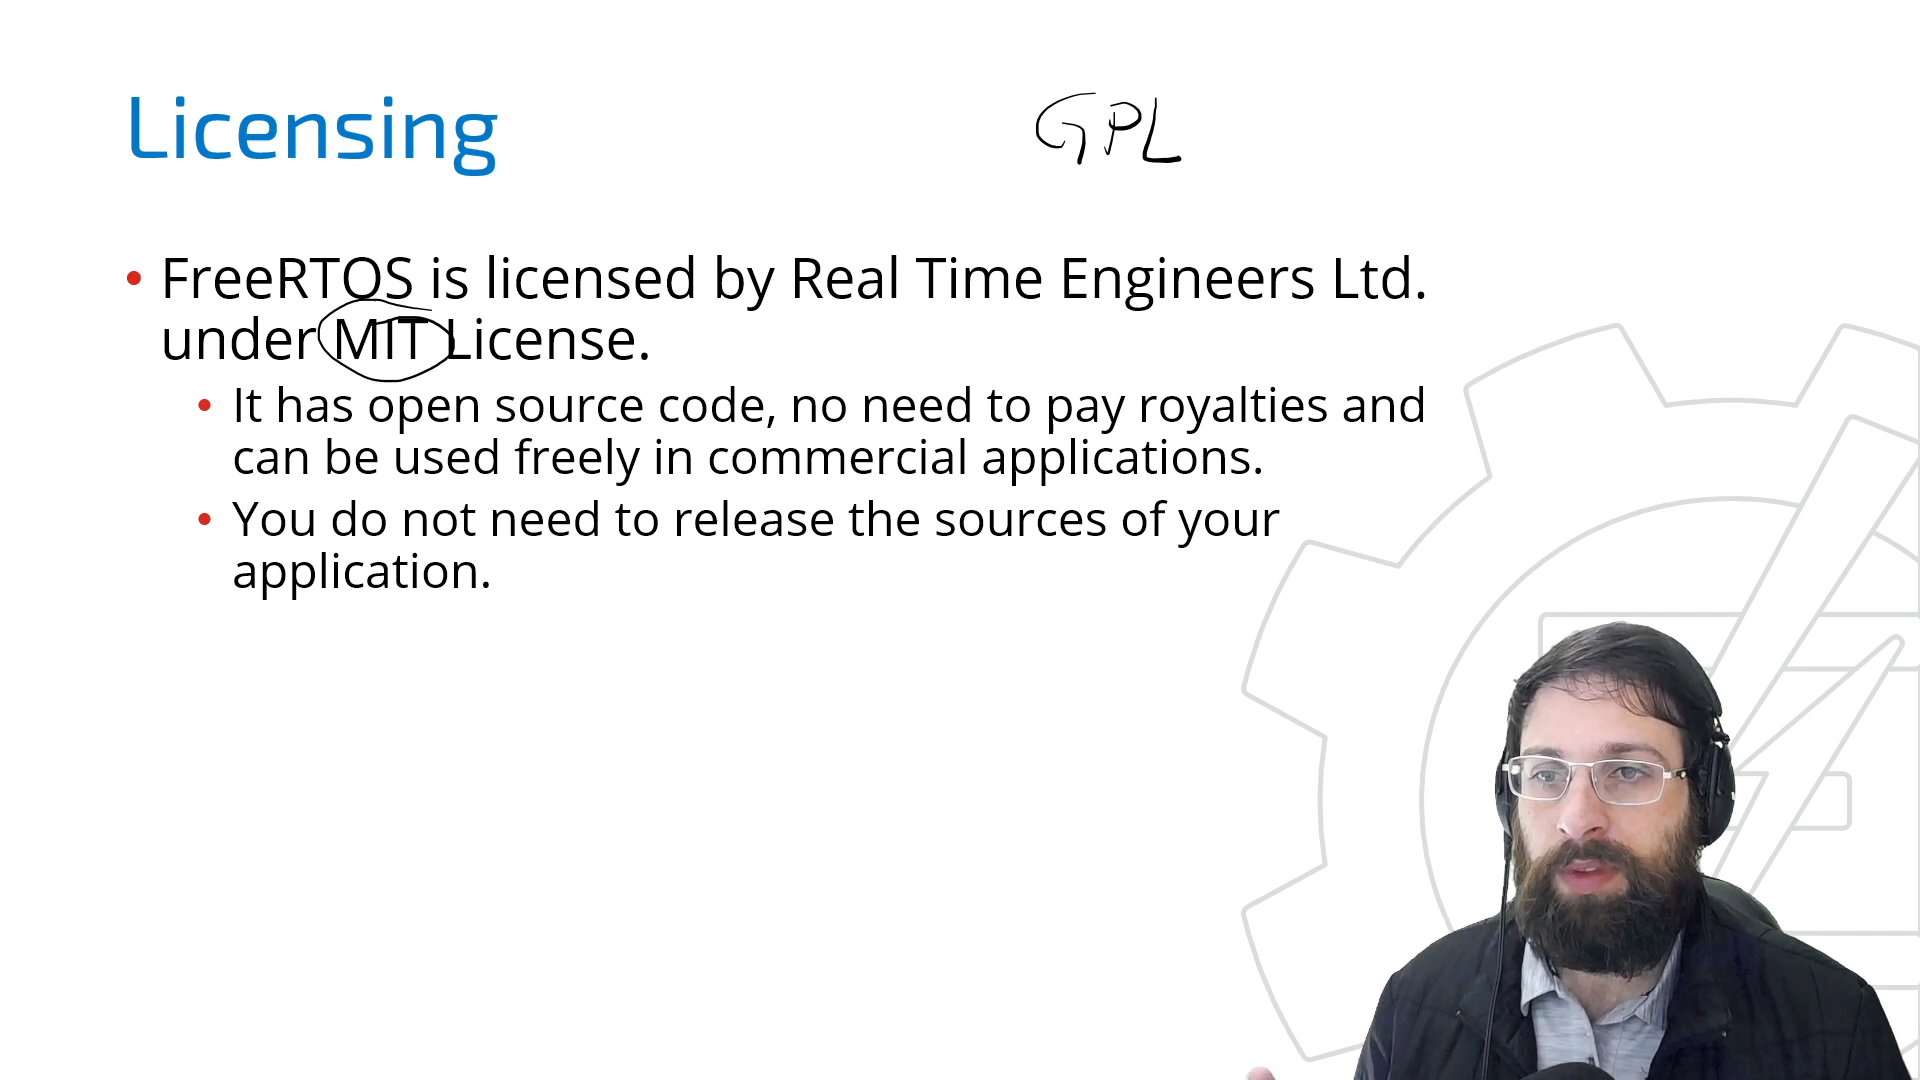 Licensing
GPL
• FreeRTOS is licensed by Real Time Engineers Ltd.
under MIT License.
• It has open source code, no need to pay royalties and
can be used freely in commercial applications.
• You do not need to release the sources of your
application.